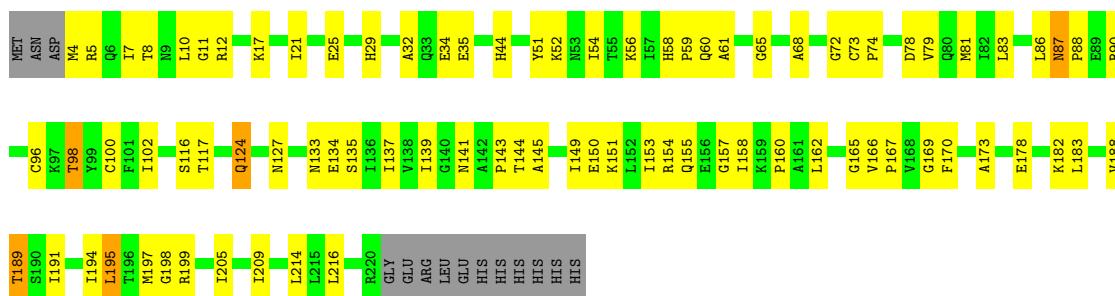 MET ASN ASP M4 R5 Q6 I7 T8 N9 L10 G11 R12 K17 I21 E25 H29 A32 Q33 E34 E35 H44 Y51 K52 N53 I54 T55 K56 I57 H58 P59 Q60 A61 G65 A68 G72 C73 P74 D78 V79 Q80 M81 I82 L83 L86 N87 P88 E89
C96 K97 T98 Y99 C100 F101 I102 S116 T117 Q124 N127 N133 E134 S135 I136 I137 V138 I139 G140 N141 A142 P143 T144 A145 I149 E150 K151 L152 I153 R154 Q155 E156 G157 I158 K159 P160 A161 L162 G165 V166 P167 V168 G169 F170 A173 E178 K182 L183
T189 S190 I191 I194 L195 T196 M197 G198 R199 I205 I209 L214 L215 L216 R220 GLY GLU ARG LEU GLU HIS HIS HIS HIS HIS HIS